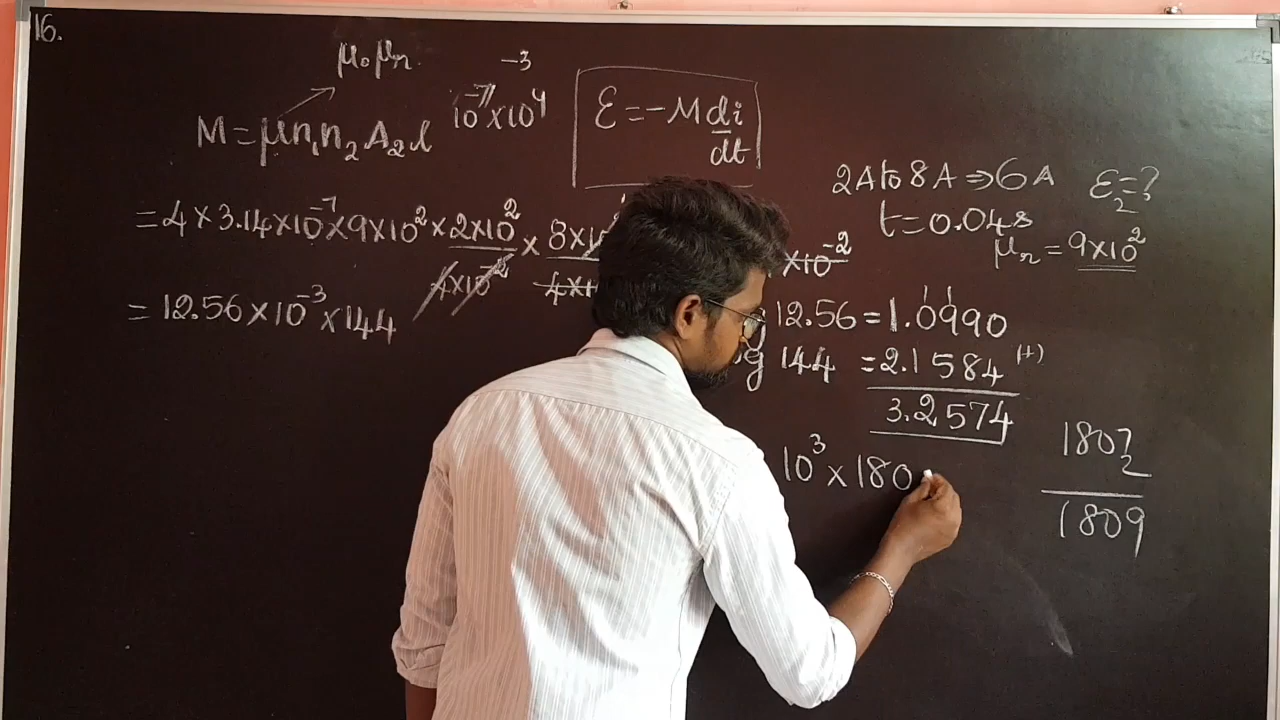 16.
μ₀μr.
M = μn₁n₂A₂l
10⁻⁷×10⁴
-3
ε = -M di/dt
2A to 8A ⇒ 6A
ε₂ = ?
t = 0.04s
μr = 9×10²
= 4×3.14×10⁻⁷×9×10²× 2×10²/4×10⁻² ×
×10⁻²
= 12.56×10⁻³×144
12.56 = 1.0990
g 144 = 2.1584 (+)
3.2574
10³×180
1807
2
1809